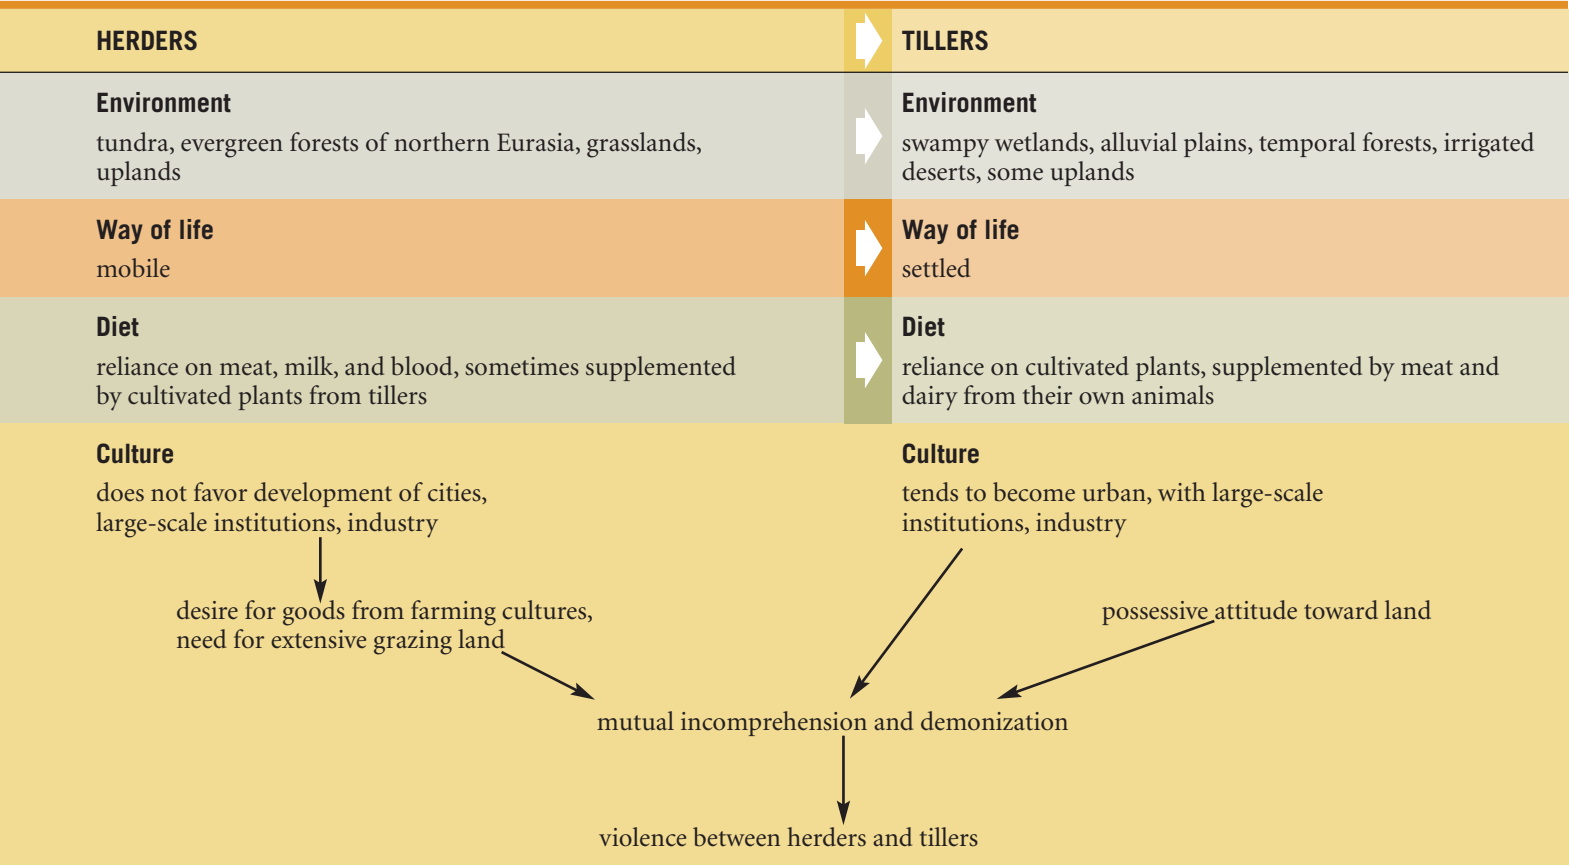 HERDERS
TILLERS
Environment
tundra, evergreen forests of northern Eurasia, grasslands,
uplands
Environment
swampy wetlands, alluvial plains, temporal forests, irrigated
deserts, some uplands
Way of life
mobile
Way of life
settled
Diet
reliance on meat, milk, and blood, sometimes supplemented
by cultivated plants from tillers
Diet
reliance on cultivated plants, supplemented by meat and
dairy from their own animals
Culture
does not favor development of cities,
large-scale institutions, industry
Culture
tends to become urban, with large-scale
institutions, industry
desire for goods from farming cultures,
need for extensive grazing land
possessive attitude toward land
mutual incomprehension and demonization
violence between herders and tillers